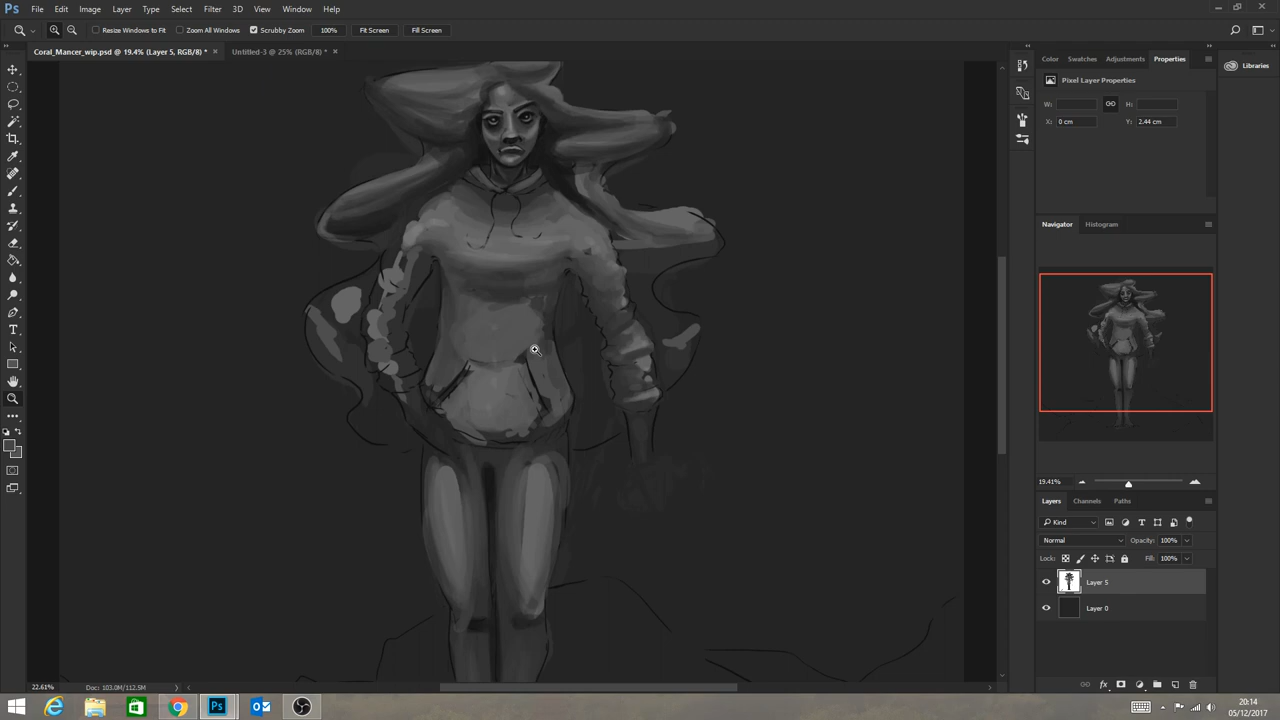 Ps File Edit Image Layer Type Select Filter 3D View Window Help
Resize Windows to Fit Zoom All Windows Scrubby Zoom 100% Fit Screen Fill Screen
Coral_Mancer_wip.psd @ 19.4% (Layer 5, RGB/8) * × Untitled-3 @ 25% (RGB/8) * ×
Color Swatches Adjustments Properties
Libraries
Pixel Layer Properties
W: H:
X: 0 cm Y: 2.44 cm
Navigator Histogram
19.41%
Layers Channels Paths
Kind
Normal Opacity: 100%
Lock: Fill: 100%
Layer 5
Layer 0
22.61% Doc: 103.0M/112.5M
Ps
20:14
05/12/2017